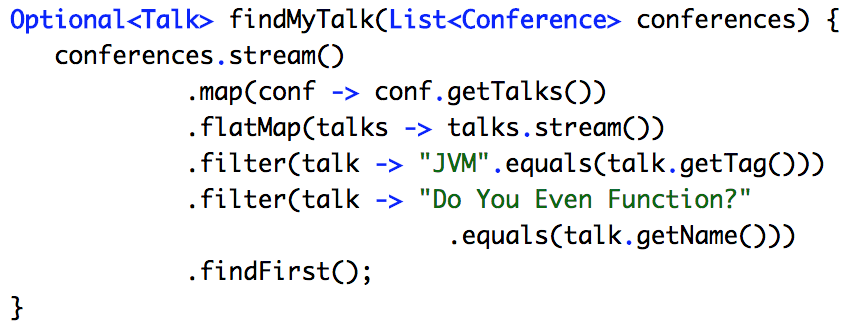 Optional<Talk> findMyTalk(List<Conference> conferences) {
   conferences.stream()
            .map(conf -> conf.getTalks())
            .flatMap(talks -> talks.stream())
            .filter(talk -> "JVM".equals(talk.getTag()))
            .filter(talk -> "Do You Even Function?"
                             .equals(talk.getName()))
            .findFirst();
}